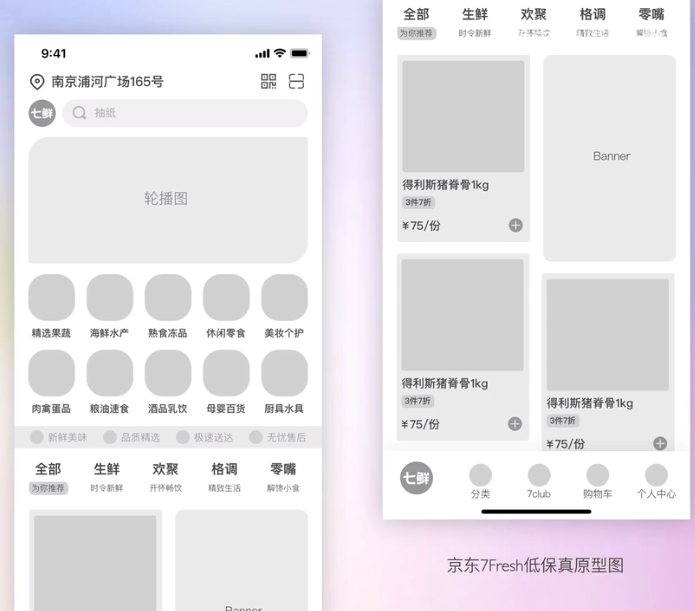 9:41
南京浦河广场165号
七鲜 抽纸
轮播图
精选果蔬 海鲜水产 熟食冻品 休闲零食 美妆个护
肉禽蛋品 粮油速食 酒品乳饮 母婴百货 厨具水具
新鲜美味 品质精选 极速送达 无忧售后
全部 生鲜 欢聚 格调 零嘴
为你推荐 时令新鲜 开怀畅饮 精致生活 解馋小食
Banner
全部 生鲜 欢聚 格调 零嘴
为你推荐 时令新鲜 开怀畅饮 精致生活 解馋小食
Banner
得利斯猪脊骨1kg
3件7折
¥75/份
得利斯猪脊骨1kg
3件7折
¥75/份
得利斯猪脊骨1kg
3件7折
¥75/份
七鲜 分类 7club 购物车 个人中心
京东7Fresh低保真原型图